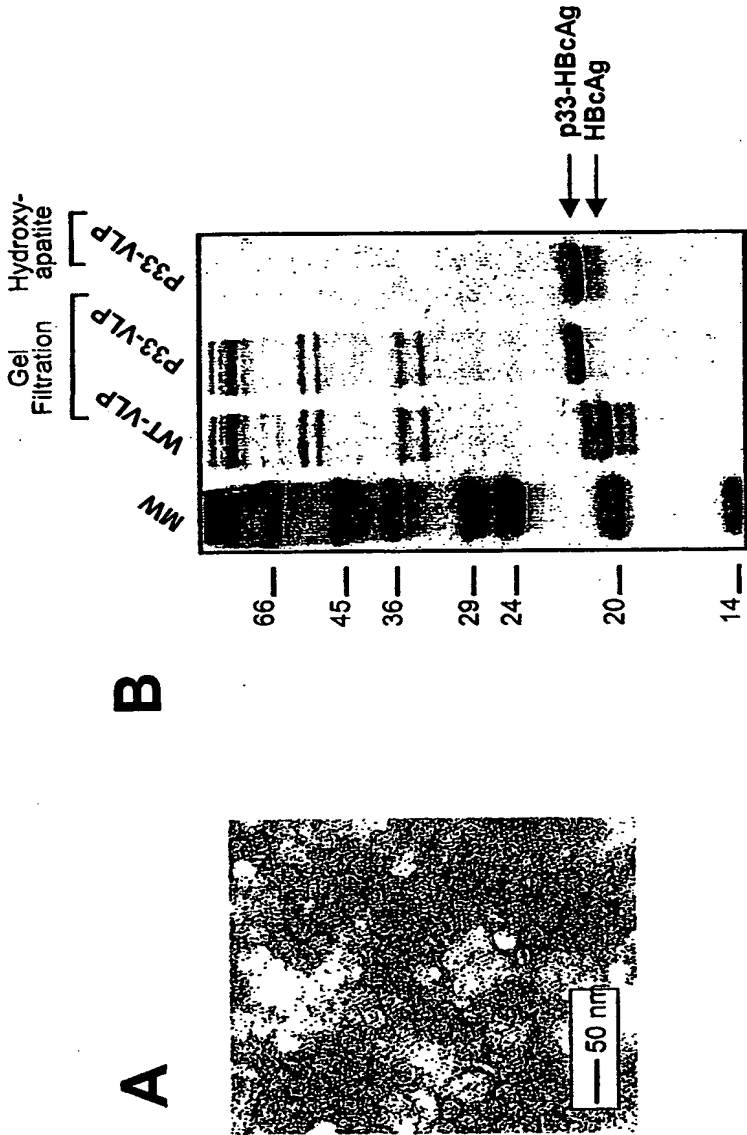 A
50 nm
B
Gel
Filtration
Hydroxy-
apatite
MW
WT-VLP
P33-VLP
P33-VLP
66
45
36
29
24
20
14
p33-HBcAg
HBcAg